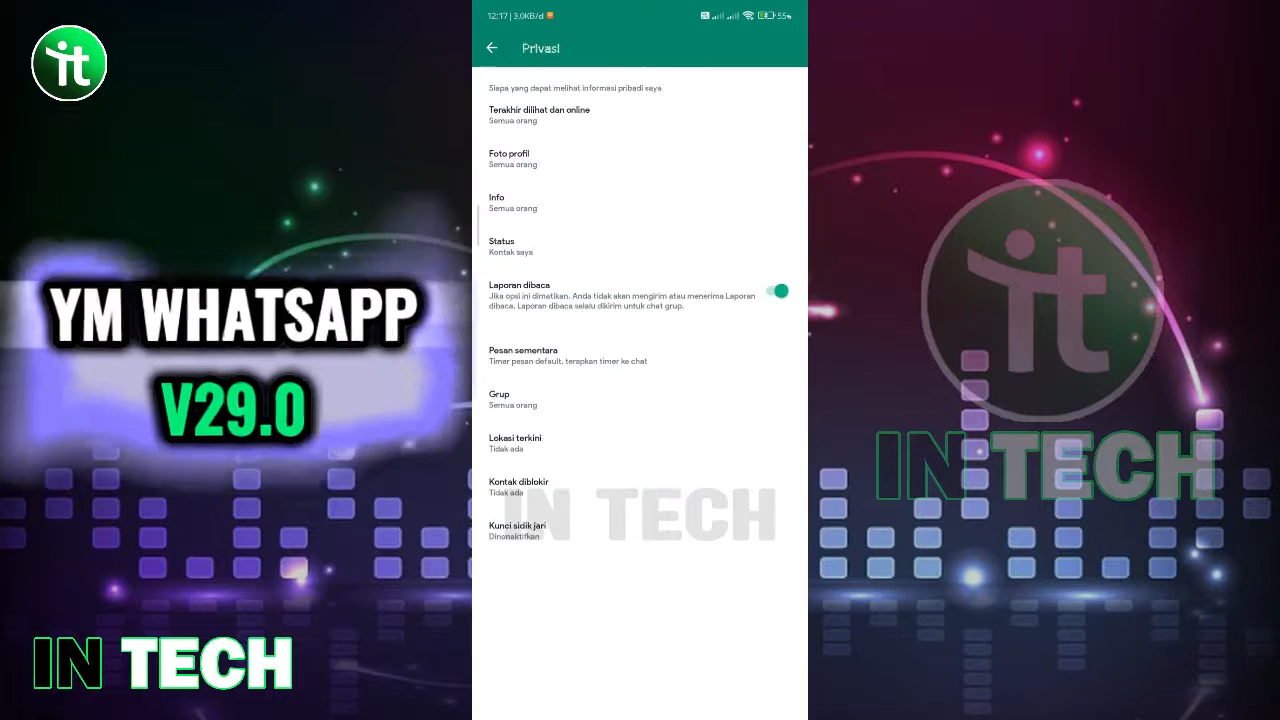 it
12:17 | 3,0KB/d
55
Privasi
Siapa yang dapat melihat informasi pribadi saya
Terakhir dilihat dan online
Semua orang
Foto profil
Semua orang
Info
Semua orang
Status
Kontak saya
Laporan dibaca
Jika opsi ini dimatikan, Anda tidak akan mengirim atau menerima Laporan
dibaca. Laporan dibaca selalu dikirim untuk chat grup.
Pesan sementara
Timer pesan default, terapkan timer ke chat
Grup
Semua orang
Lokasi terkini
Tidak ada
Kontak diblokir
Tidak ada
Kunci sidik jari
Dinonaktifkan
IN TECH
YM WHATSAPP
V29.0
IN TECH
it
IN TECH